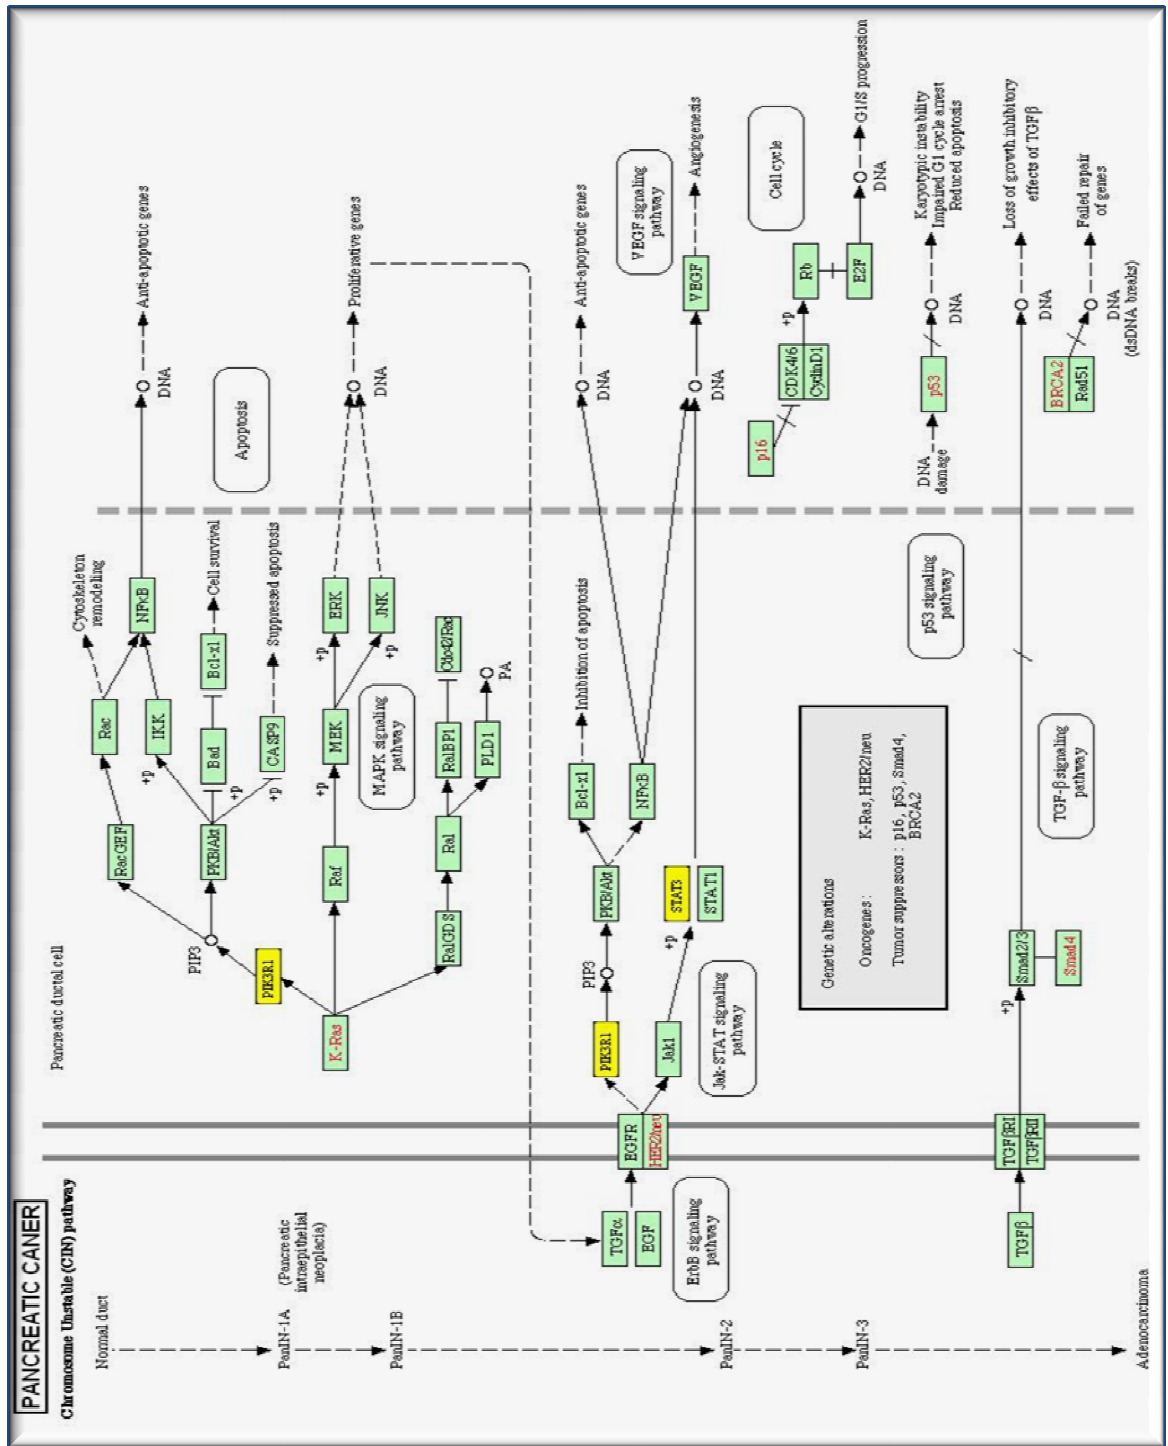 PANCREATIC CANER
Chromosome Unstable (CIN) pathway
Normal duct
PanIN-1A
(Pancreatic
intraepithelial
neoplacia)
PanIN-1B
PanIN-2
PanIN-3
Adenocarcinoma
Pancreatic ductal cell
K-Ras
PIK3R1
PIP3
RacGEF
Rac
Cytoskeleton
remodelling
PKB/Akt
+p
IKK
NFκB
DNA
Anti-apoptotic genes
Bad
+p
Bcl-xl
Cell survival
+p
CASP9
Suppressed apoptosis
Apoptosis
Raf
+p
MEK
+p
ERK
+p
JNK
DNA
Proliferative genes
MAPK signaling
pathway
RalGDS
Ral
RalBP1
Cdc42/Rac
PLD1
PA
TGFα
EGF
ErbB signaling
pathway
EGFR
HER2/neu
PIK3R1
PIP3
PKB/Akt
Bcl-xl
Inhibition of apoptosis
NFκB
DNA
Anti-apoptotic genes
Jak1
+p
STAT3
STAT1
DNA
VEGF
Angiogenesis
VEGF signaling
pathway
Jak-STAT signaling
pathway
p16
CDK4/6
CyclinD1
+p
Rb
E2F
DNA
G1/S progression
Cell cycle
Genetic alterations
Oncogenes : K-Ras, HER2/neu
Tumor suppressors : p16, p53, Smad4,
BRCA2
DNA
damage
p53
DNA
Karyotypic instability
Impaired G1 cycle arrest
Reduced apoptosis
p53 signaling
pathway
TGFβ
TGFβRI
TGFβRII
+p
Smad2/3
Smad4
DNA
Loss of growth inhibitory
effects of TGFβ
TGF-β signaling
pathway
BRCA2
Rad51
DNA
(dsDNA breaks)
Failed repair
of genes